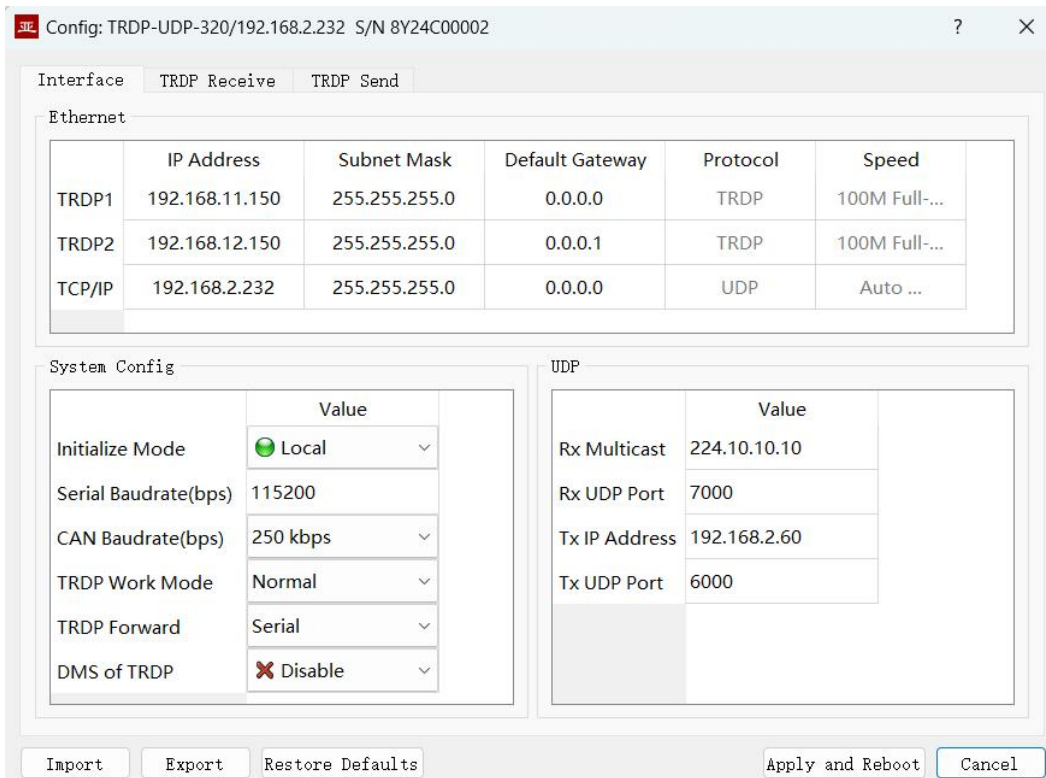 亚 Config: TRDP-UDP-320/192.168.2.232 S/N 8Y24C00002 ? ×
Interface TRDP Receive TRDP Send
Ethernet
IP Address Subnet Mask Default Gateway Protocol Speed
TRDP1 192.168.11.150 255.255.255.0 0.0.0.0 TRDP 100M Full-...
TRDP2 192.168.12.150 255.255.255.0 0.0.0.1 TRDP 100M Full-...
TCP/IP 192.168.2.232 255.255.255.0 0.0.0.0 UDP Auto ...
System Config
Value
Initialize Mode Local
Serial Baudrate(bps) 115200
CAN Baudrate(bps) 250 kbps
TRDP Work Mode Normal
TRDP Forward Serial
DMS of TRDP Disable
UDP
Value
Rx Multicast 224.10.10.10
Rx UDP Port 7000
Tx IP Address 192.168.2.60
Tx UDP Port 6000
Import Export Restore Defaults Apply and Reboot Cancel